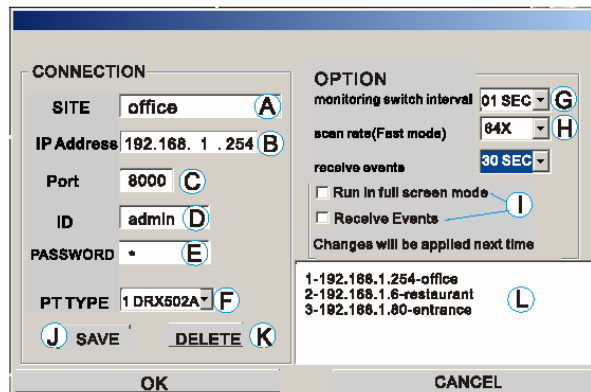 CONNECTION
SITE office A
IP Address 192.168. 1 .254 B
Port 8000 C
ID admin D
PASSWORD * E
PT TYPE 1 DRX502A F
J SAVE DELETE K
OPTION
monitoring switch interval 01 SEC G
scan rate(Fast mode) 64X H
receive events 30 SEC
Run in full screen mode I
Receive Events
Changes will be applied next time
1-192.168.1.254-office
2-192.168.1.6-restaurant L
3-192.168.1.80-entrance
OK CANCEL